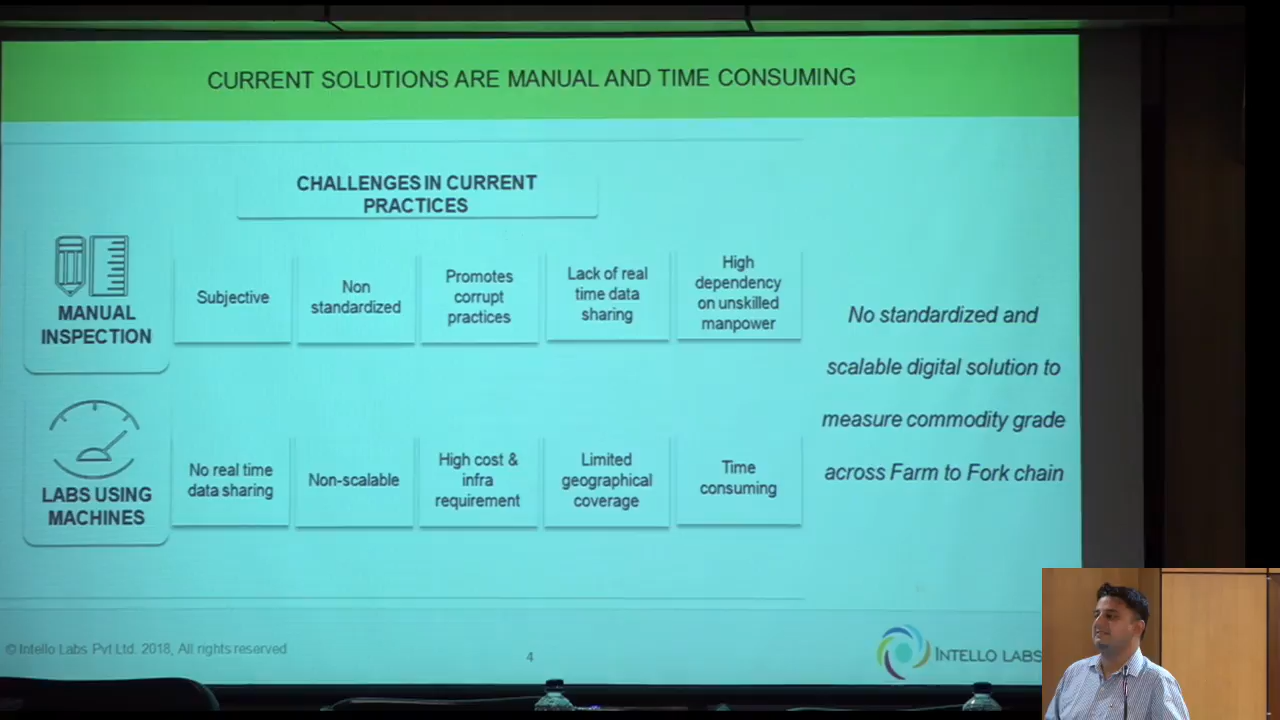 CURRENT SOLUTIONS ARE MANUAL AND TIME CONSUMING
CHALLENGES IN CURRENT
PRACTICES
MANUAL
INSPECTION
Subjective
Non
standardized
Promotes
corrupt
practices
Lack of real
time data
sharing
High
dependency
on unskilled
manpower
LABS USING
MACHINES
No real time
data sharing
Non-scalable
High cost &
infra
requirement
Limited
geographical
coverage
Time
consuming
No standardized and
scalable digital solution to
measure commodity grade
across Farm to Fork chain
© Intello Labs Pvt Ltd. 2018, All rights reserved
4
INTELLO LABS